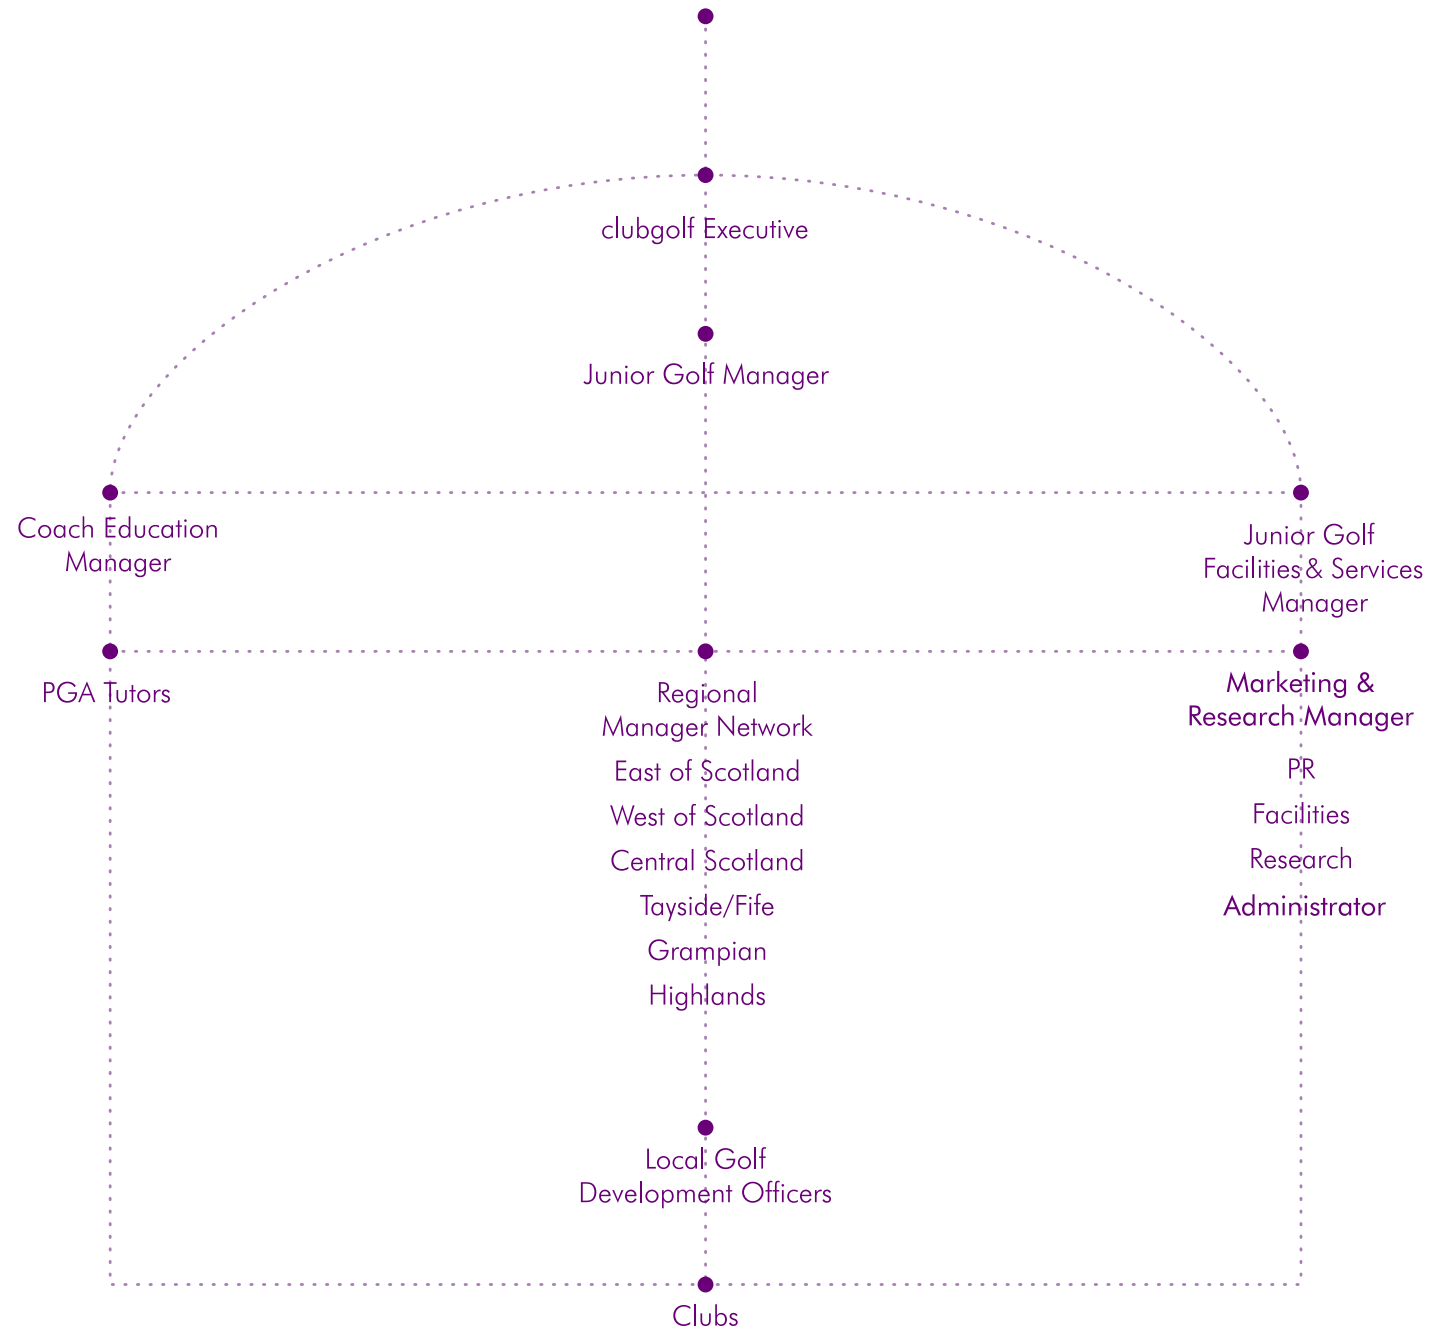 clubgolf Executive
Junior Golf Manager
Coach Education
Manager
Junior Golf
Facilities & Services
Manager
PGA Tutors
Regional
Manager Network
East of Scotland
West of Scotland
Central Scotland
Tayside/Fife
Grampian
Highlands
Marketing &
Research Manager
PR
Facilities
Research
Administrator
Local Golf
Development Officers
Clubs